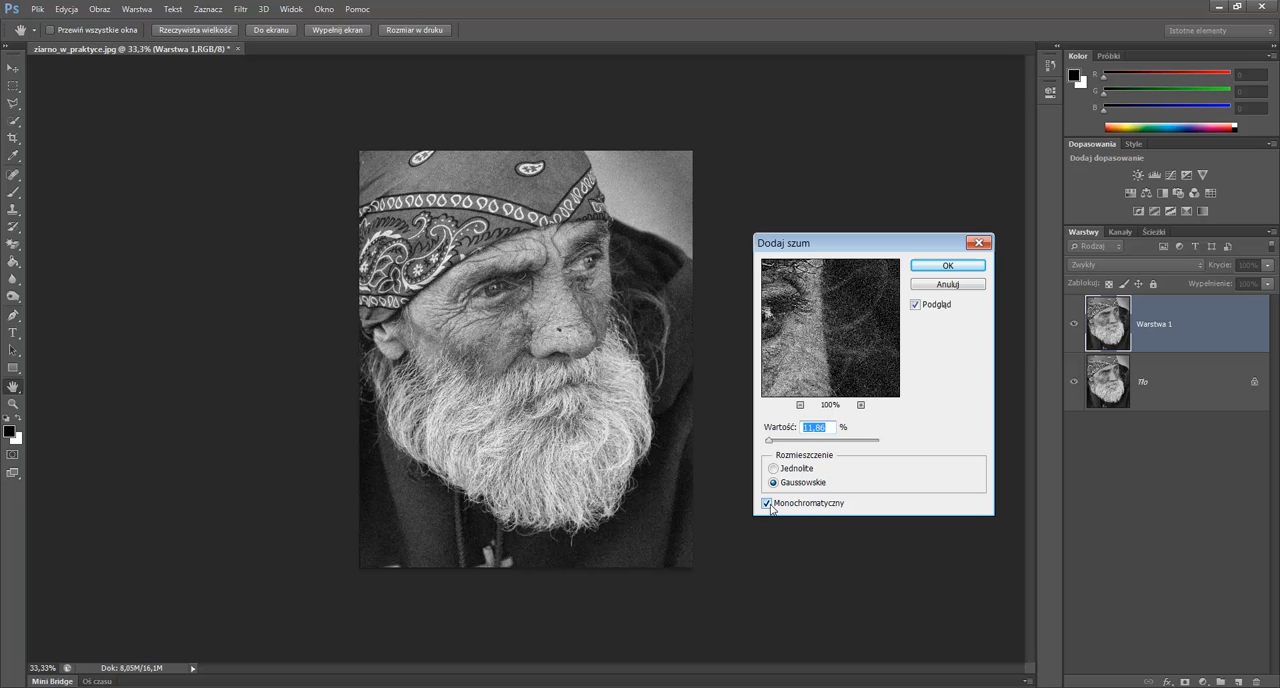 Ps Plik Edycja Obraz Warstwa Tekst Zaznacz Filtr 3D Widok Okno Pomoc
Przewiń wszystkie okna Rzeczywista wielkość Do ekranu Wypełnij ekran Rozmiar w druku Istotne elementy
ziarno_w_praktyce.jpg @ 33,3% (Warstwa 1,RGB/8) * ×
Kolor Próbki
R 0
G 0
B 0
Dopasowania Style
Dodaj dopasowanie
Warstwy Kanały Ścieżki
Rodzaj
Zwykły Krycie: 100%
Zablokuj: Wypełnienie: 100%
Warstwa 1
Tło
Dodaj szum
OK
Anuluj
Podgląd
100%
Wartość: 11,86 %
Rozmieszczenie
Jednolite
Gaussowskie
Monochromatyczny
33,33% Dok: 8,05M/16,1M
Mini Bridge Oś czasu